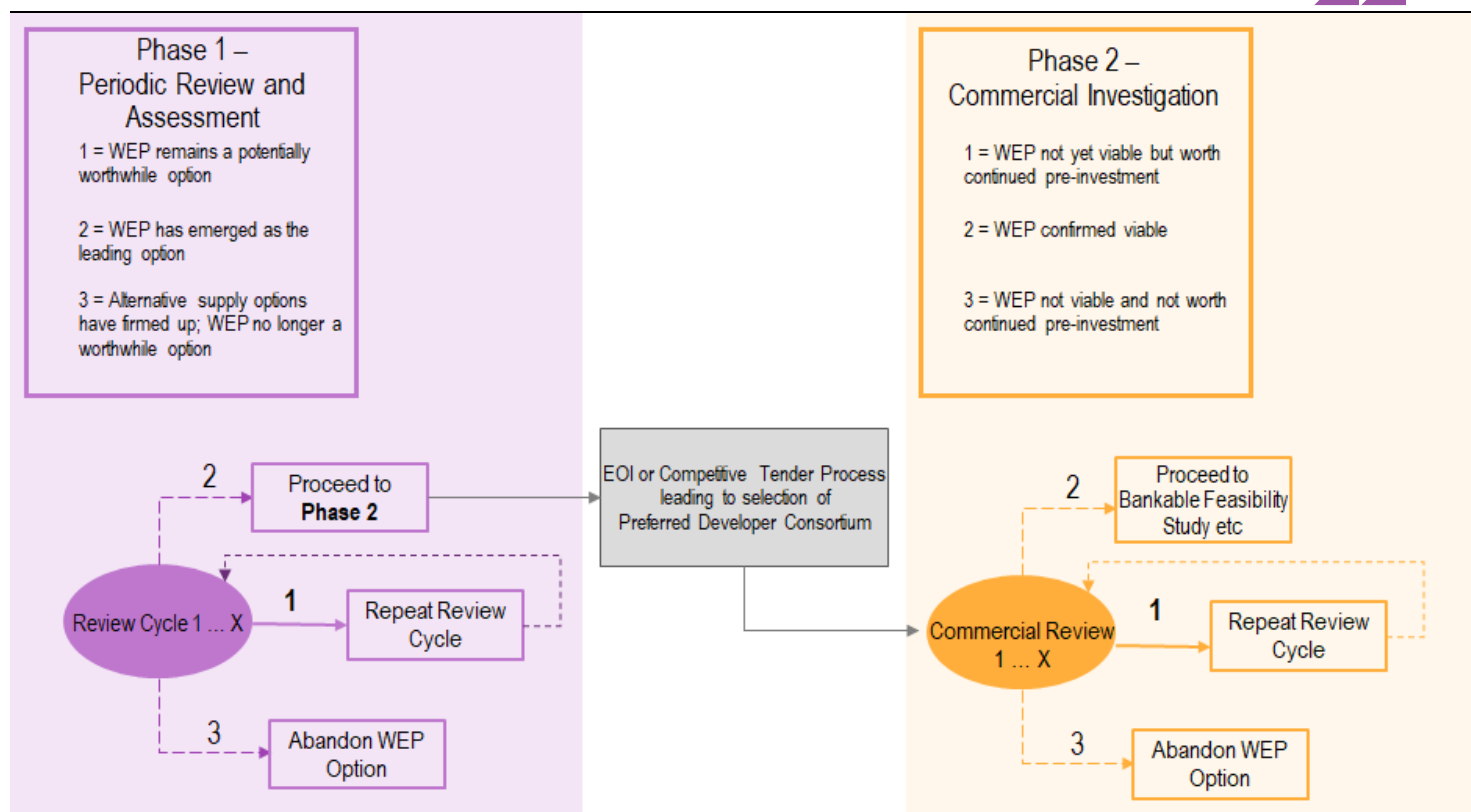 Phase 1 –
Periodic Review and
Assessment
1 = WEP remains a potentially
worthwhile option
2 = WEP has emerged as the
leading option
3 = Alternative supply options
have firmed up; WEP no longer a
worthwhile option
2
Proceed to
Phase 2
Review Cycle 1 ... X
1
Repeat Review
Cycle
3
Abandon WEP
Option
EOI or Competitive Tender Process
leading to selection of
Preferred Developer Consortium
Phase 2 –
Commercial Investigation
1 = WEP not yet viable but worth
continued pre-investment
2 = WEP confirmed viable
3 = WEP not viable and not worth
continued pre-investment
2
Proceed to
Bankable Feasibility
Study etc
Commercial Review
1 ... X
1
Repeat Review
Cycle
3
Abandon WEP
Option